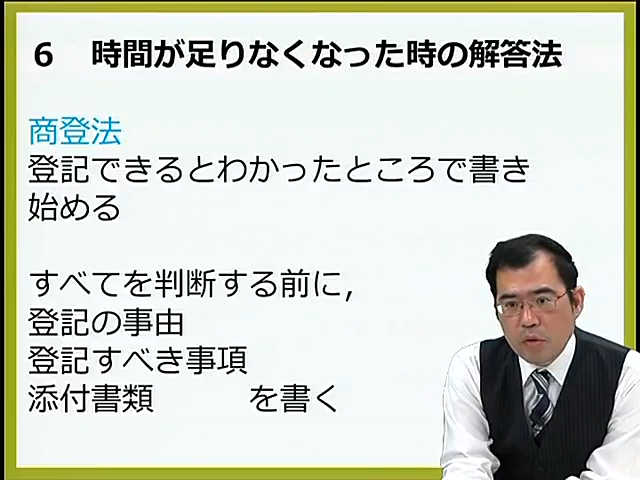 6 時間が足りなくなった時の解答法
商登法
登記できるとわかったところで書き
始める
すべてを判断する前に,
登記の事由
登記すべき事項
添付書類 を書く